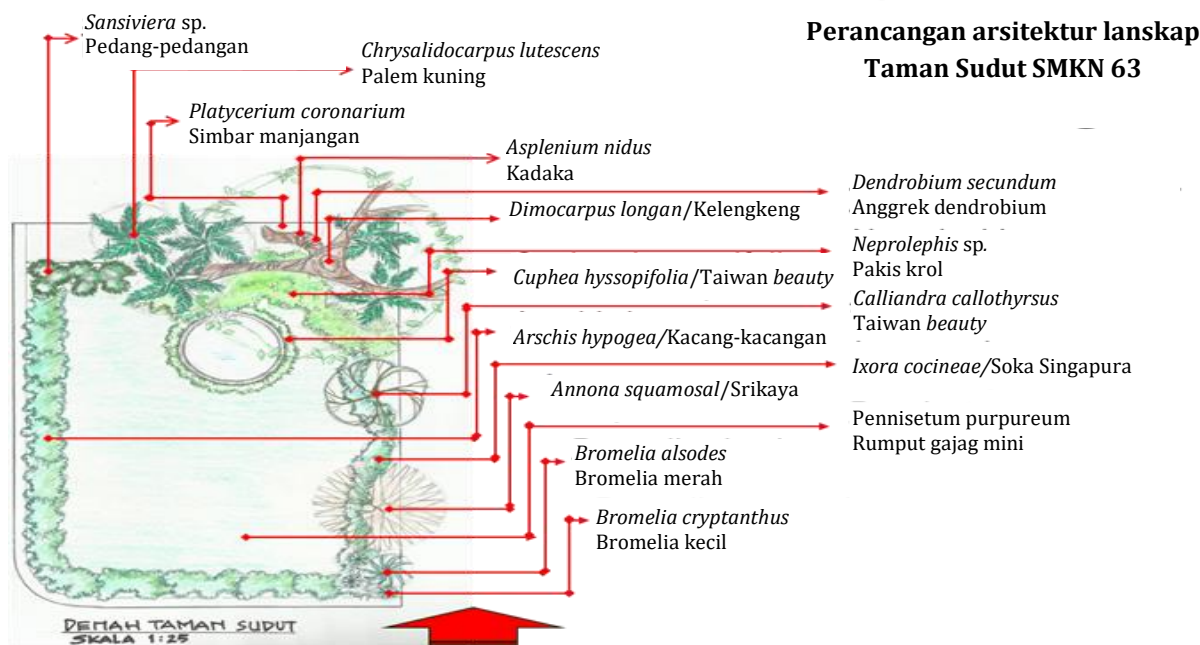 Perancangan arsitektur lanskap
Taman Sudut SMKN 63
Sansiviera sp.
Pedang-pedangan
Chrysalidocarpus lutescens
Palem kuning
Platycerium coronarium
Simbar manjangan
Asplenium nidus
Kadaka
Dendrobium secundum
Anggrek dendrobium
Dimocarpus longan/Kelengkeng
Neprolephis sp.
Pakis krol
Cuphea hyssopifolia/Taiwan beauty
Calliandra callothyrsus
Taiwan beauty
Arschis hypogea/Kacang-kacangan
Ixora cocineae/Soka Singapura
Annona squamosal/Srikaya
Pennisetum purpureum
Rumput gajag mini
Bromelia alsodes
Bromelia merah
Bromelia cryptanthus
Bromelia kecil
DENAH TAMAN SUDUT
SKALA 1:25